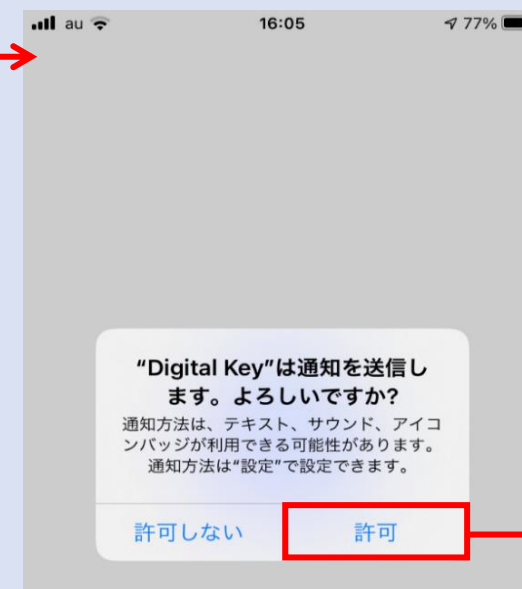 au 16:05 77%
“Digital Key”は通知を送信し
ます。よろしいですか?
通知方法は、テキスト、サウンド、アイコ
ンバッジが利用できる可能性があります。
通知方法は“設定”で設定できます。
許可しない 許可